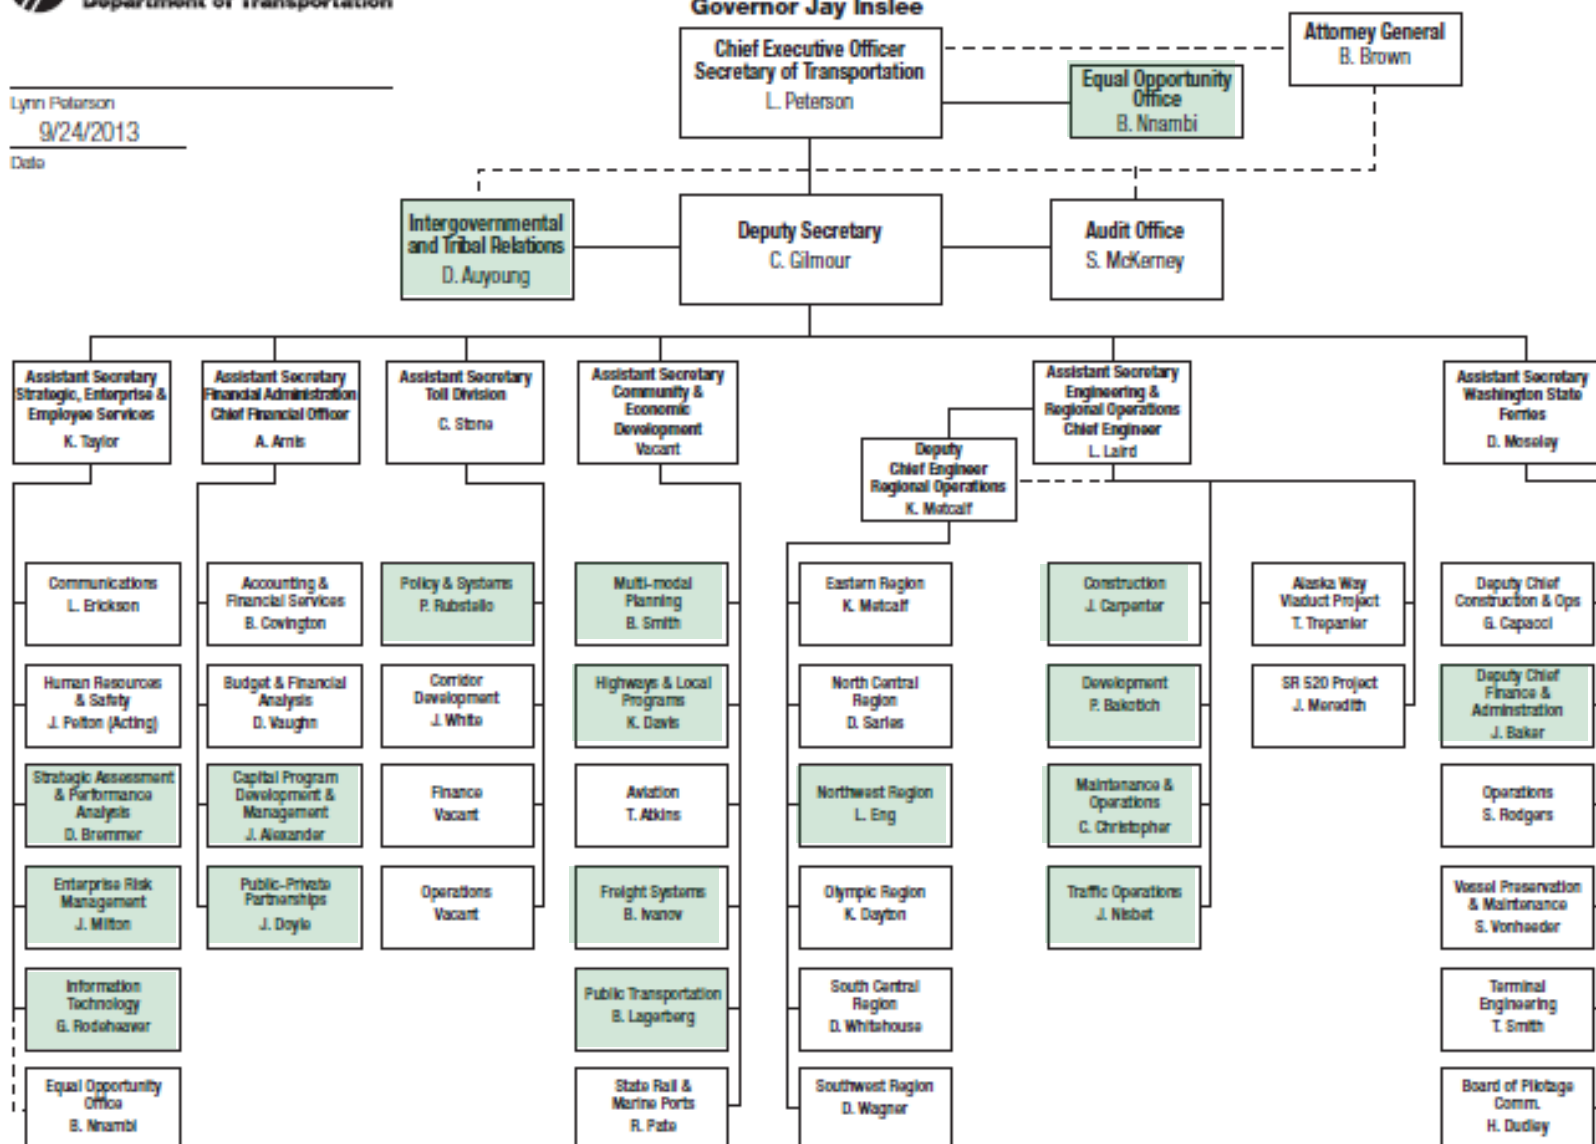 Department of Transportation
Governor Jay Inslee
Chief Executive Officer
Secretary of Transportation
L. Peterson
Attorney General
B. Brown
Equal Opportunity
Office
B. Nnambi
Lynn Peterson
9/24/2013
Date
Intergovernmental
and Tribal Relations
D. Auyoung
Deputy Secretary
C. Gilmour
Audit Office
S. McKerney
Assistant Secretary
Strategic, Enterprise &
Employee Services
K. Taylor
Assistant Secretary
Financial Administration
Chief Financial Officer
A. Arnis
Assistant Secretary
Toll Division
C. Stone
Assistant Secretary
Community &
Economic
Development
Vacant
Assistant Secretary
Engineering &
Regional Operations
Chief Engineer
L. Laird
Assistant Secretary
Washington State
Ferries
D. Moseley
Deputy
Chief Engineer
Regional Operations
K. Metcalf
Communications
L. Erickson
Human Resources
& Safety
J. Pelton (Acting)
Strategic Assessment
& Performance
Analysis
D. Bremmer
Enterprise Risk
Management
J. Milton
Information
Technology
G. Rodeheaver
Equal Opportunity
Office
B. Nnambi
Accounting &
Financial Services
B. Covington
Budget & Financial
Analysis
D. Vaughn
Capital Program
Development &
Management
J. Alexander
Public-Private
Partnerships
J. Doyle
Policy & Systems
P. Rubstello
Corridor
Development
J. White
Finance
Vacant
Operations
Vacant
Multi-modal
Planning
B. Smith
Highways & Local
Programs
K. Davis
Aviation
T. Atkins
Freight Systems
B. Ivanov
Public Transportation
B. Lagerberg
State Rail &
Marine Ports
R. Pate
Eastern Region
K. Metcalf
North Central
Region
D. Sarles
Northwest Region
L. Eng
Olympic Region
K. Dayton
South Central
Region
D. Whitehouse
Southwest Region
D. Wagner
Construction
J. Carpenter
Development
P. Bakotich
Maintenance &
Operations
C. Christopher
Traffic Operations
J. Nisbet
Alaska Way
Viaduct Project
T. Trepanier
SR 520 Project
J. Meredith
Deputy Chief
Construction & Ops
G. Capacci
Deputy Chief
Finance &
Adminstration
J. Baker
Operations
S. Rodgers
Vessel Preservation
& Maintenance
S. Vonheeder
Terminal
Engineering
T. Smith
Board of Pilotage
Comm.
H. Dudley